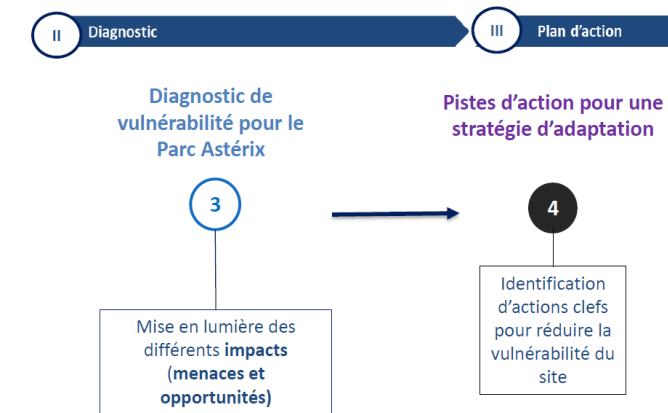 II
Diagnostic
III
Plan d'action
Diagnostic de
vulnérabilité pour le
Parc Astérix
Pistes d'action pour une
stratégie d'adaptation
3
4
Mise en lumière des
différents impacts
(menaces et
opportunités)
Identification
d'actions clefs
pour réduire la
vulnérabilité du
site